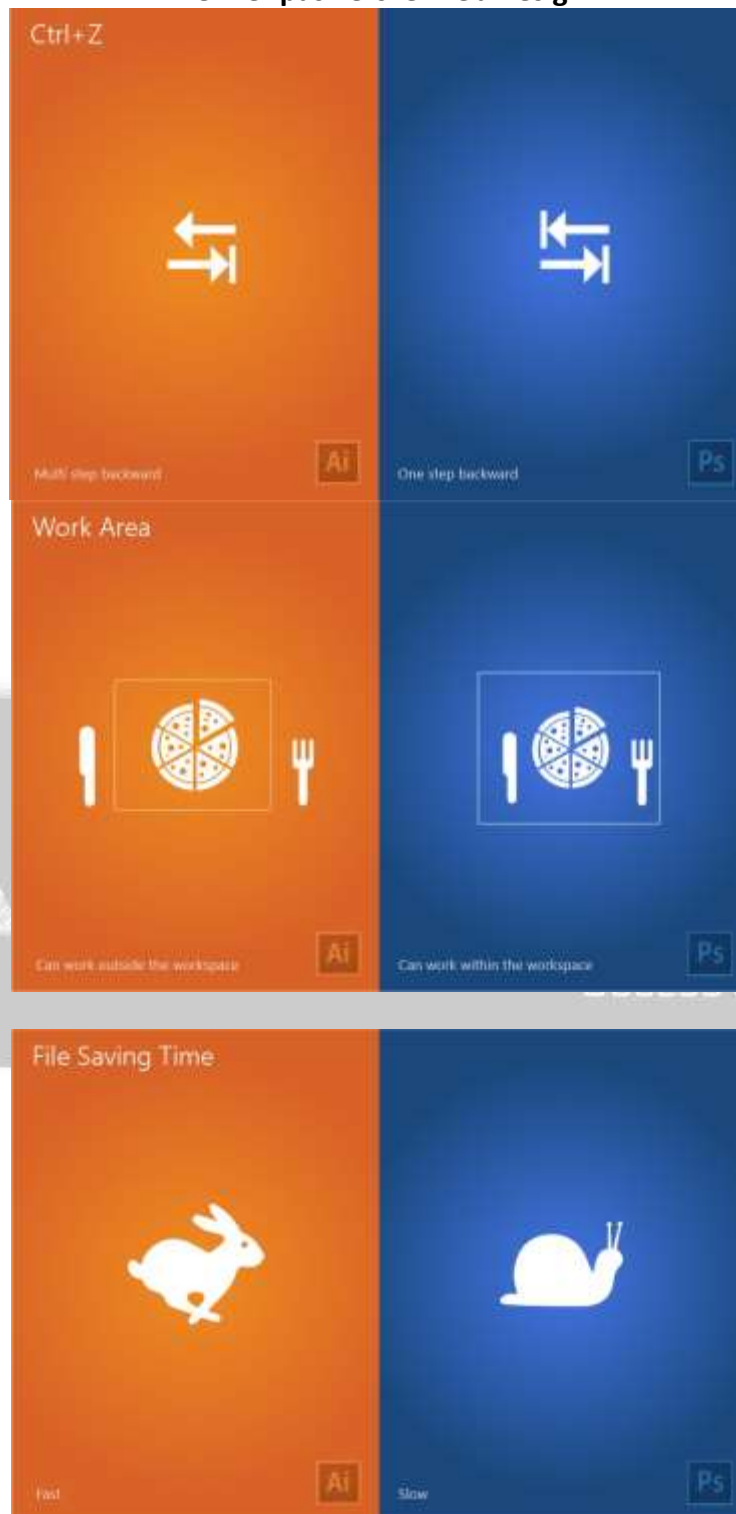 Ctrl+Z
Multi step backward
Ai
One step backward
Ps
Work Area
Can work outside the workspace
Ai
Can work within the workspace
Ps
File Saving Time
Fast
Ai
Slow
Ps